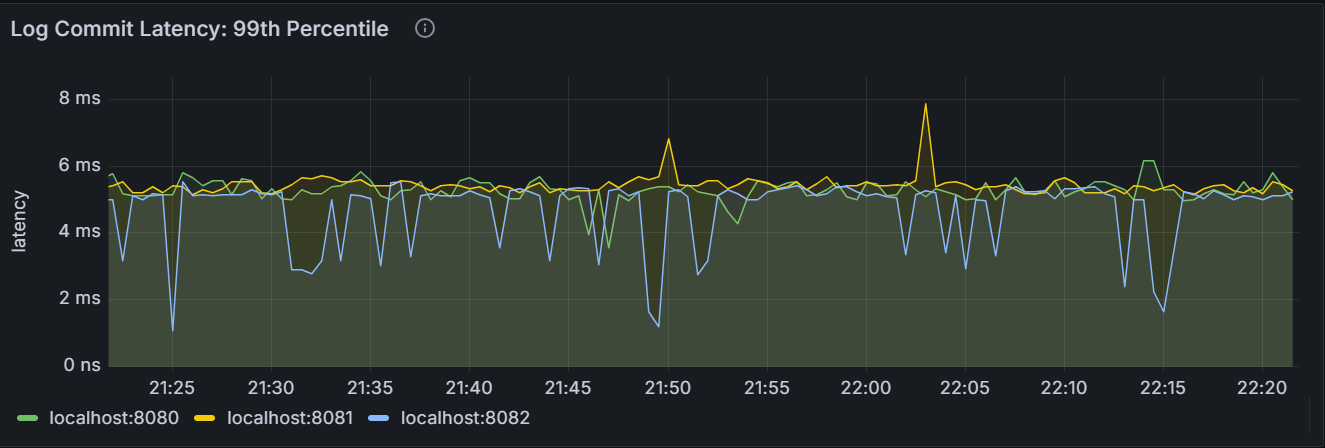 Log Commit Latency: 99th Percentile
8 ms
6 ms
4 ms
2 ms
0 ns
latency
21:25 21:30 21:35 21:40 21:45 21:50 21:55 22:00 22:05 22:10 22:15 22:20
localhost:8080 localhost:8081 localhost:8082